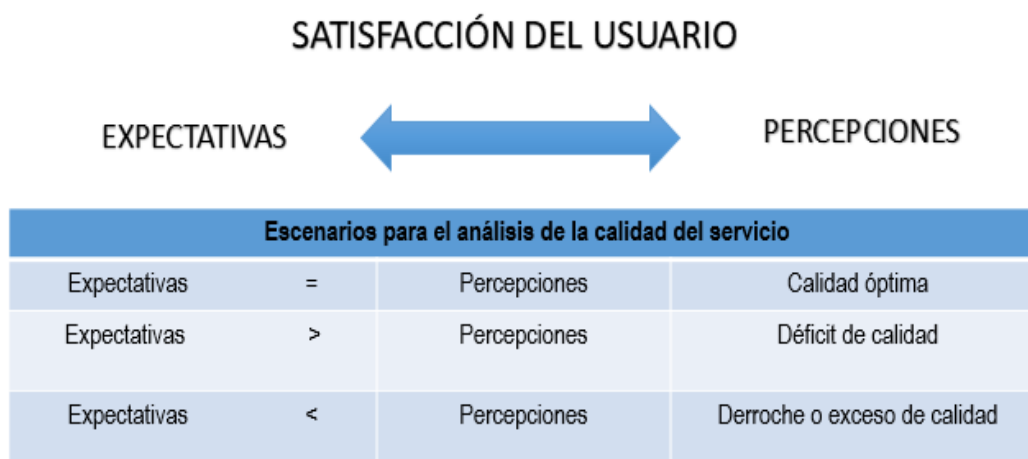 SATISFACCIÓN DEL USUARIO
EXPECTATIVAS PERCEPCIONES
Escenarios para el análisis de la calidad del servicio
Expectativas = Percepciones Calidad óptima
Expectativas > Percepciones Déficit de calidad
Expectativas < Percepciones Derroche o exceso de calidad